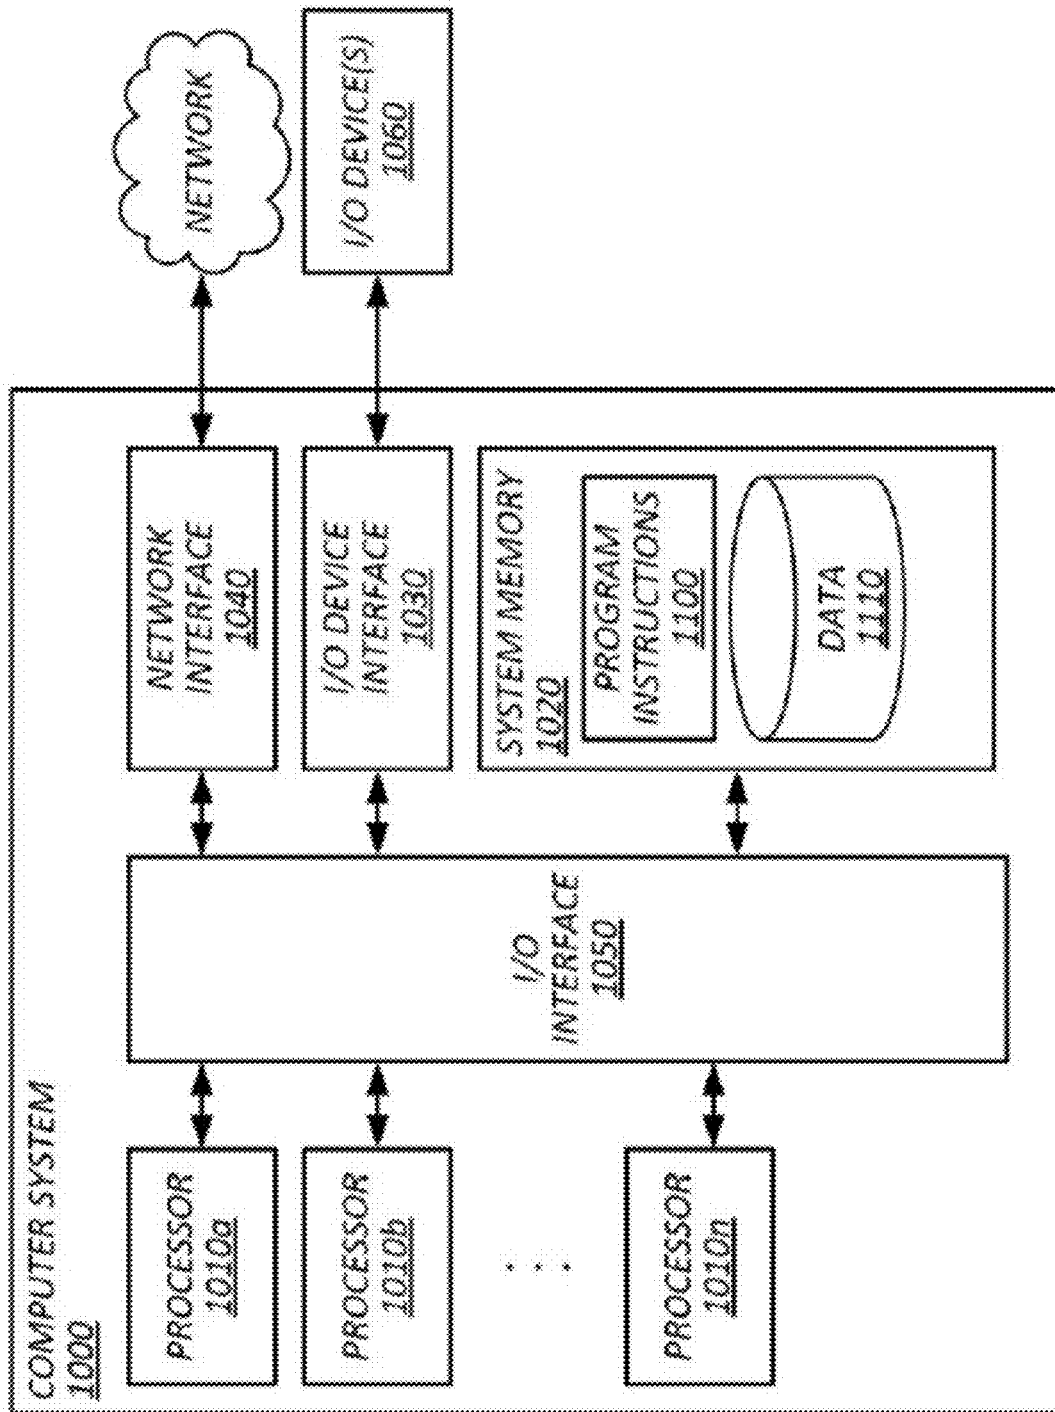 COMPUTER SYSTEM
1000
PROCESSOR
1010a
PROCESSOR
1010b
PROCESSOR
1010n
I/O
INTERFACE
1050
NETWORK
INTERFACE
1040
I/O DEVICE
INTERFACE
1030
SYSTEM MEMORY
1020
PROGRAM
INSTRUCTIONS
1100
DATA
1110
NETWORK
I/O DEVICE(S)
1060